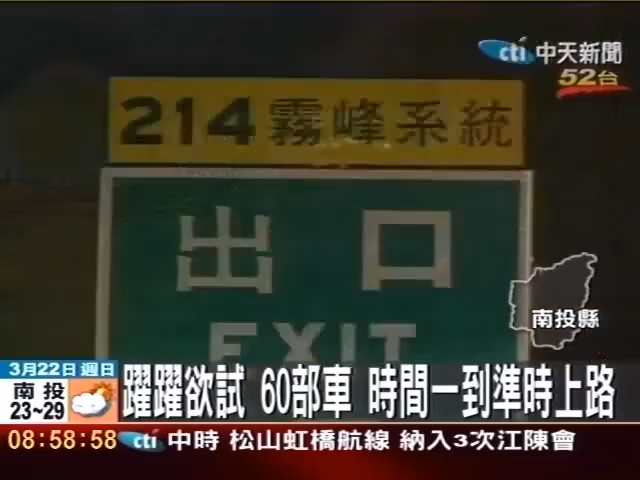 cti 中天新聞
52台
214 霧峰系統
出口
EXIT
南投縣
3月22日 週日
南投
23~29
躍躍欲試 60部車 時間一到準時上路
08:58:58 cti 中時 松山虹橋航線 納入3次江陳會